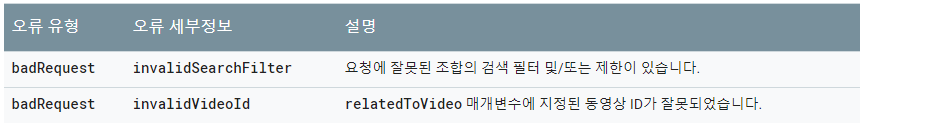 오류 유형 오류 세부정보 설명
badRequest invalidSearchFilter 요청에 잘못된 조합의 검색 필터 및/또는 제한이 있습니다.
badRequest invalidVideoId relatedToVideo 매개변수에 지정된 동영상 ID가 잘못되었습니다.